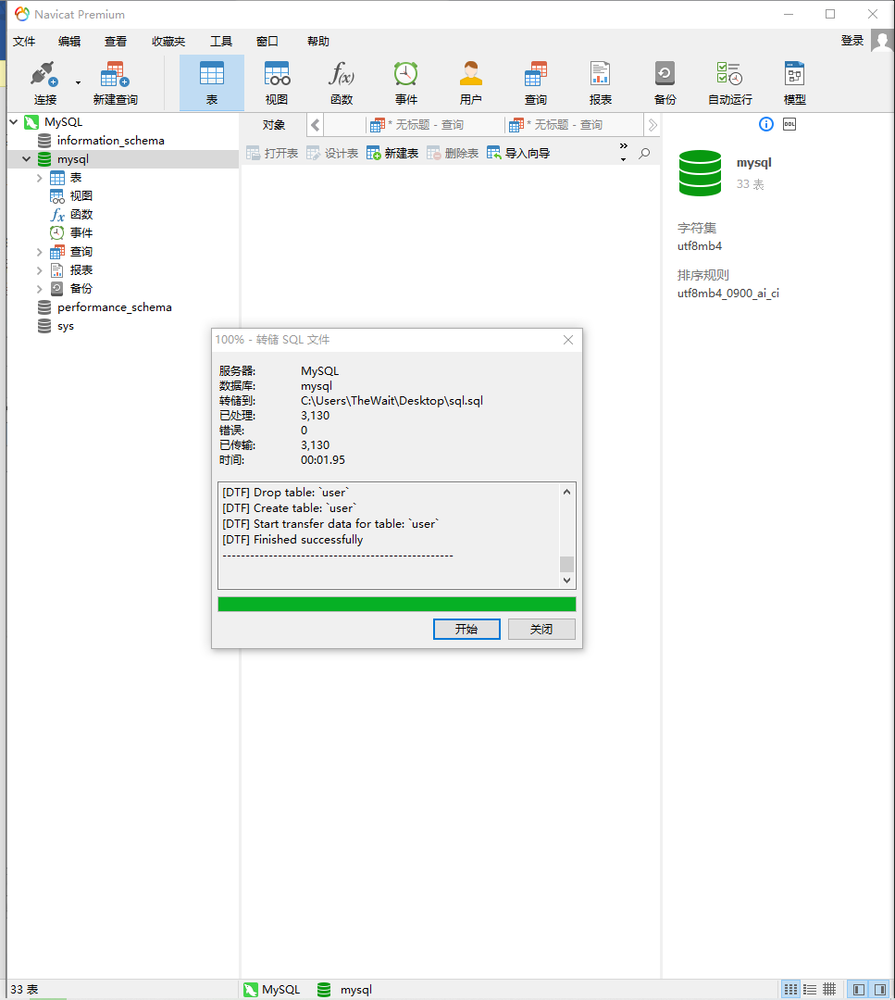 Navicat Premium
文件 编辑 查看 收藏夹 工具 窗口 帮助 登录
连接 新建查询 表 视图 函数 事件 用户 查询 报表 备份 自动运行 模型
MySQL
information_schema
mysql
表
视图
函数
事件
查询
报表
备份
performance_schema
sys
对象 * 无标题 - 查询 * 无标题 - 查询
打开表 设计表 新建表 删除表 导入向导
DDL
mysql
33 表
字符集
utf8mb4
排序规则
utf8mb4_0900_ai_ci
100% - 转储 SQL 文件
服务器: MySQL
数据库: mysql
转储到: C:\Users\TheWait\Desktop\sql.sql
已处理: 3,130
错误: 0
已传输: 3,130
时间: 00:01.95
[DTF] Drop table: `user`
[DTF] Create table: `user`
[DTF] Start transfer data for table: `user`
[DTF] Finished successfully
--------------------------------------------------
开始 关闭
33 表 MySQL mysql